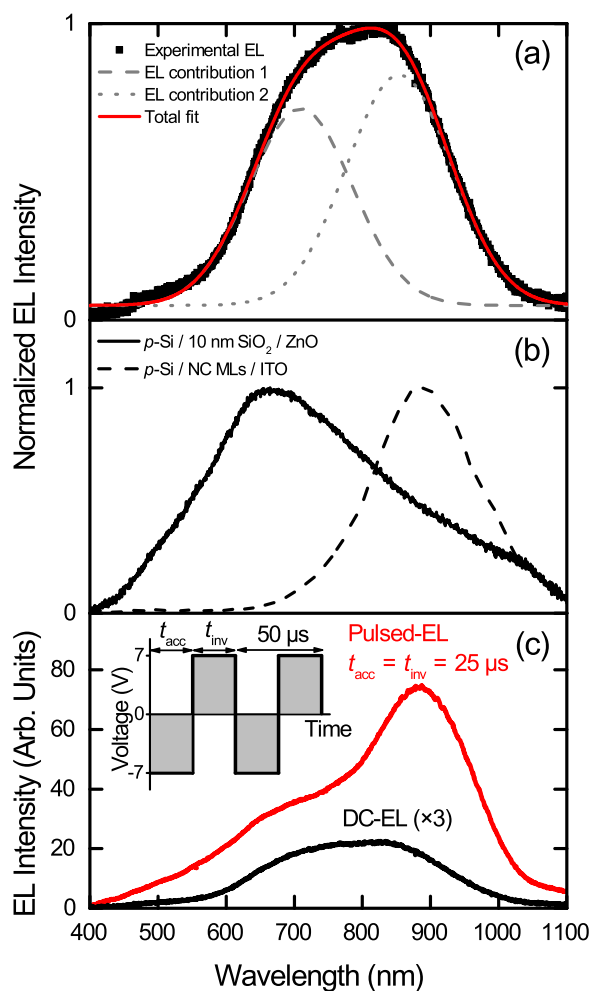 1
Experimental EL
(a)
EL contribution 1
EL contribution 2
Total fit
0
p-Si / 10 nm SiO2 / ZnO
(b)
p-Si / NC MLs / ITO
1
0
Normalized EL Intensity
tacc tinv 50 µs
Pulsed-EL
(c)
tacc = tinv = 25 µs
7
0
-7
Voltage (V)
Time
DC-EL (×3)
80
60
40
20
0
EL Intensity (Arb. Units)
400 500 600 700 800 900 1000 1100
Wavelength (nm)